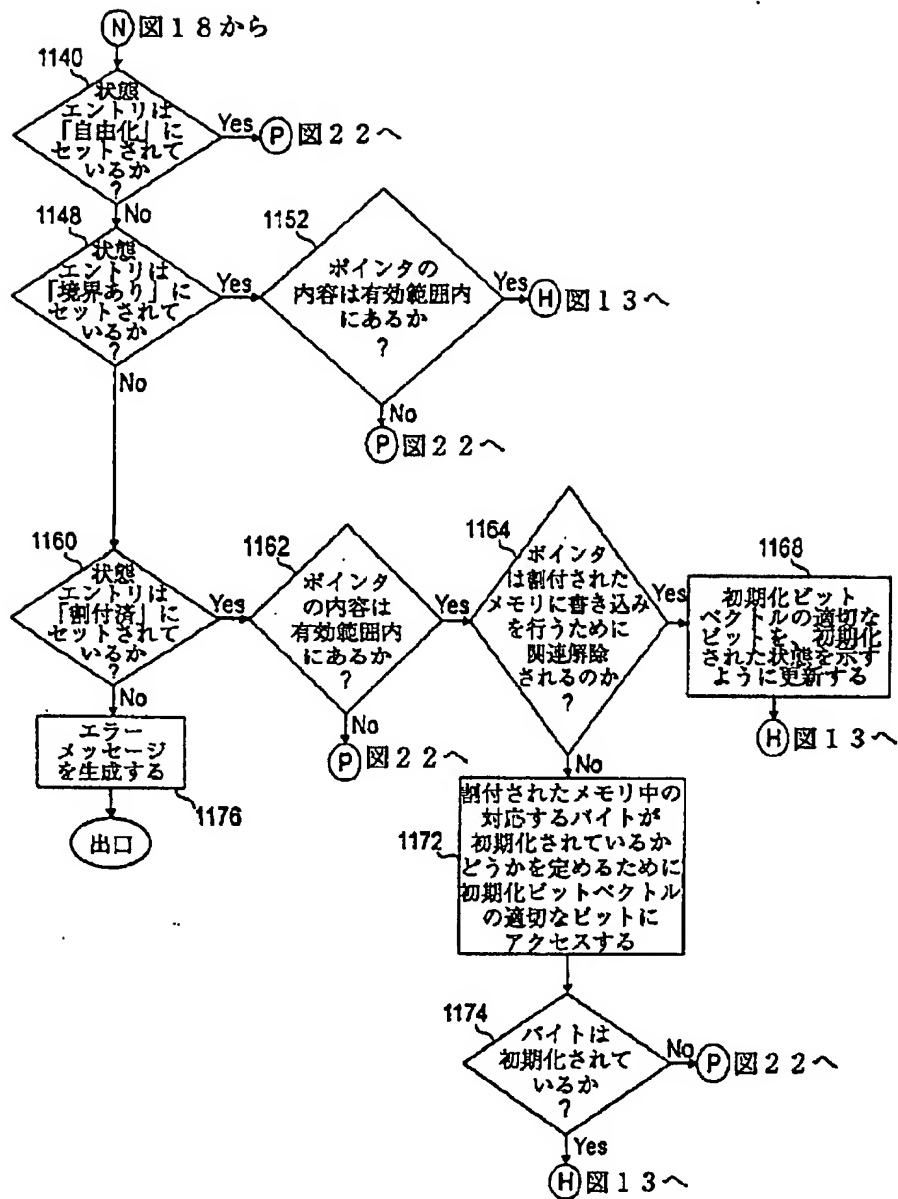 N 図18から
1140
状態
エントリは
「自由化」に
セットされて
いるか
?
Yes
P 図22へ
No
1148
状態
エントリは
「境界あり」に
セットされて
いるか
?
Yes
1152
ポインタの
内容は有効範囲内
にあるか
?
Yes
H 図13へ
No
P 図22へ
No
1160
状態
エントリは
「割付済」に
セットされて
いるか
?
Yes
1162
ポインタ
の内容は
有効範囲内
にあるか
?
Yes
No
P 図22へ
1164
ポインタ
は割付された
メモリに書き込み
を行うために
関連解除
されるのか
?
Yes
1168
初期化ビット
ベクトルの適切な
ビットを、初期化
された状態を示す
ように更新する
H 図13へ
No
エラー
メッセージ
を生成する
1176
出口
No
1172
割付されたメモリ中の
対応するバイトが
初期化されているか
どうかを定めるために
初期化ビットベクトル
の適切なビットに
アクセスする
1174
バイトは
初期化されて
いるか
?
No
P 図22へ
Yes
H 図13へ